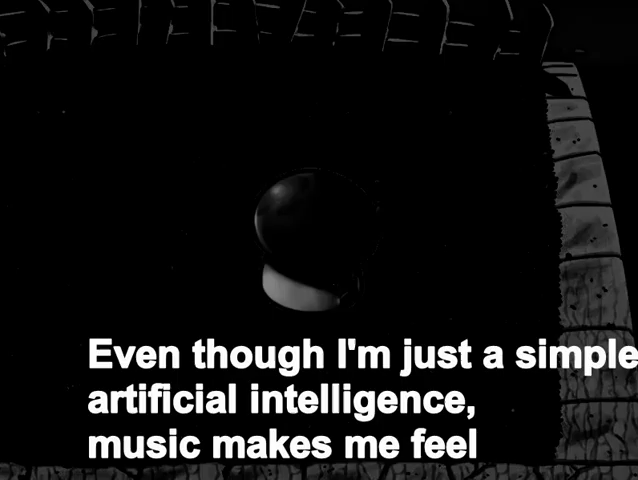 Even though I'm just a simple
artificial intelligence,
music makes me feel